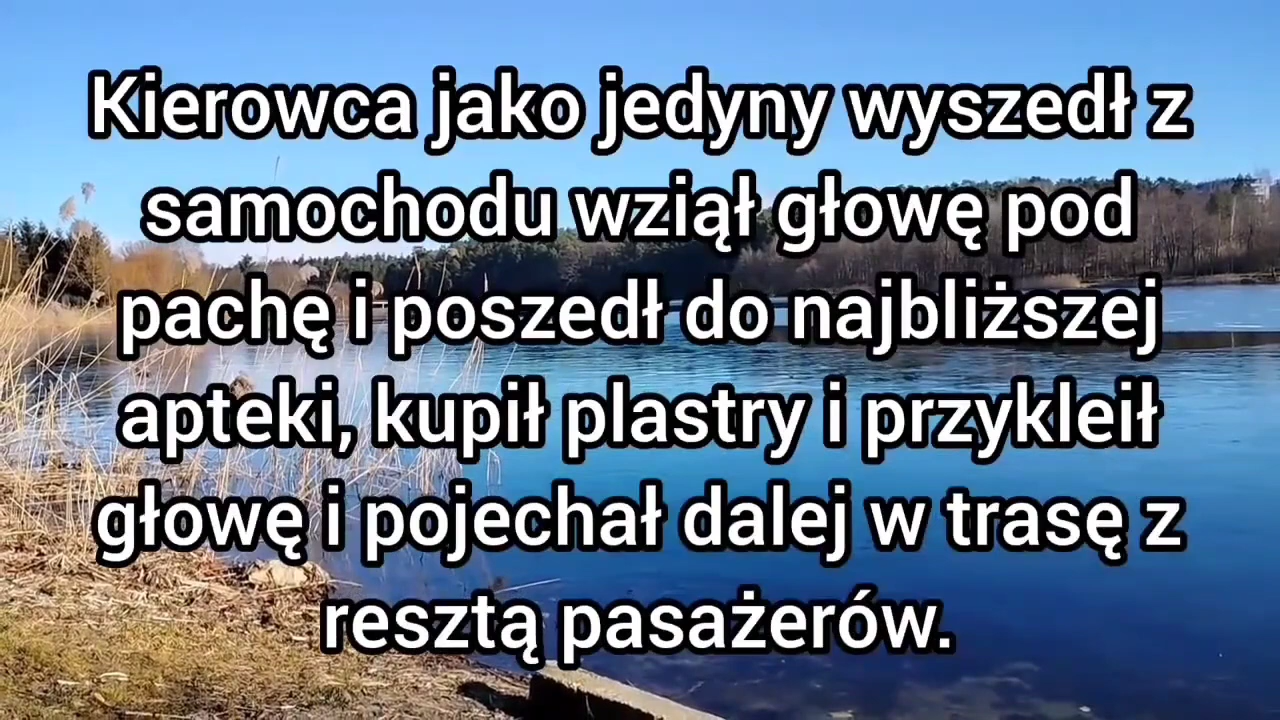 Kierowca jako jedyny wyszedł z
samochodu wziął głowę pod
pachę i poszedł do najbliższej
apteki, kupił plastry i przykleił
głowę i pojechał dalej w trasę z
resztą pasażerów.